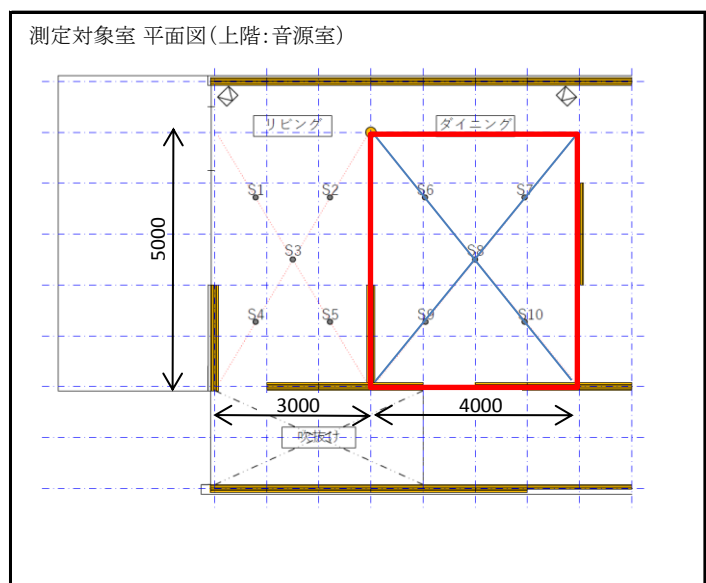 測定対象室 平面図(上階:音源室)
リビング
ダイニング
S1
S2
S6
S7
5000
S3
S8
S4
S5
S9
S10
3000
4000
吹抜け